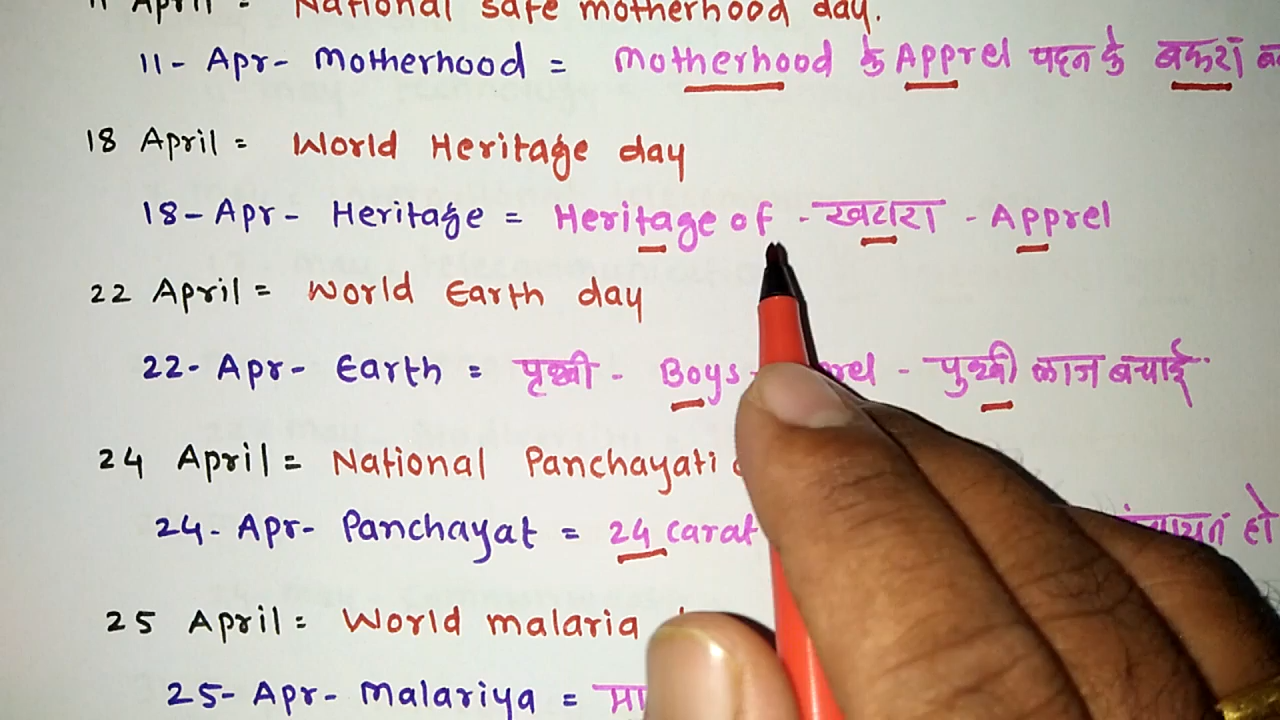 11 April = National safe motherhood day.
11- Apr- Motherhood = Motherhood के Apprel पहन के बकरा
18 April = World Heritage day
18-Apr- Heritage = Heritage of - खटारा - Apprel
22 April = World Earth day
22- Apr- Earth = पृथ्वी - Boys - पुथ्वी लाज बचाई
24 April = National Panchayati
24- Apr- Panchayat = 24 carat हो
25 April = World malaria
25- Apr- Malariya =